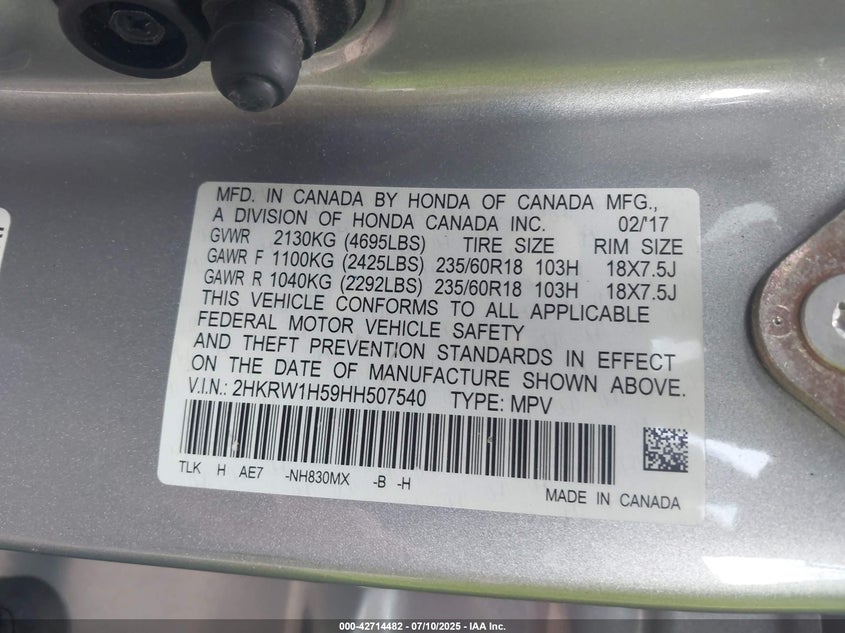 MFD. IN CANADA BY HONDA OF CANADA MFG.,
A DIVISION OF HONDA CANADA INC. 02/'17
GVWR 2130KG (4695LBS) TIRE SIZE RIM SIZE
GAWR F 1100KG (2425LBS) 235/60R18 103H 18X7.5J
GAWR R 1040KG (2292LBS) 235/60R18 103H 18X7.5J
THIS VEHICLE CONFORMS TO ALL APPLICABLE
FEDERAL MOTOR VEHICLE SAFETY
AND THEFT PREVENTION STANDARDS IN EFFECT
ON THE DATE OF MANUFACTURE SHOWN ABOVE.
V.I.N.: 2HKRW1H59HH507540 TYPE: MPV
TLK H AE7 -NH830MX -B -H
MADE IN CANADA
000-42714482 - 07/10/2025 - IAA Inc.